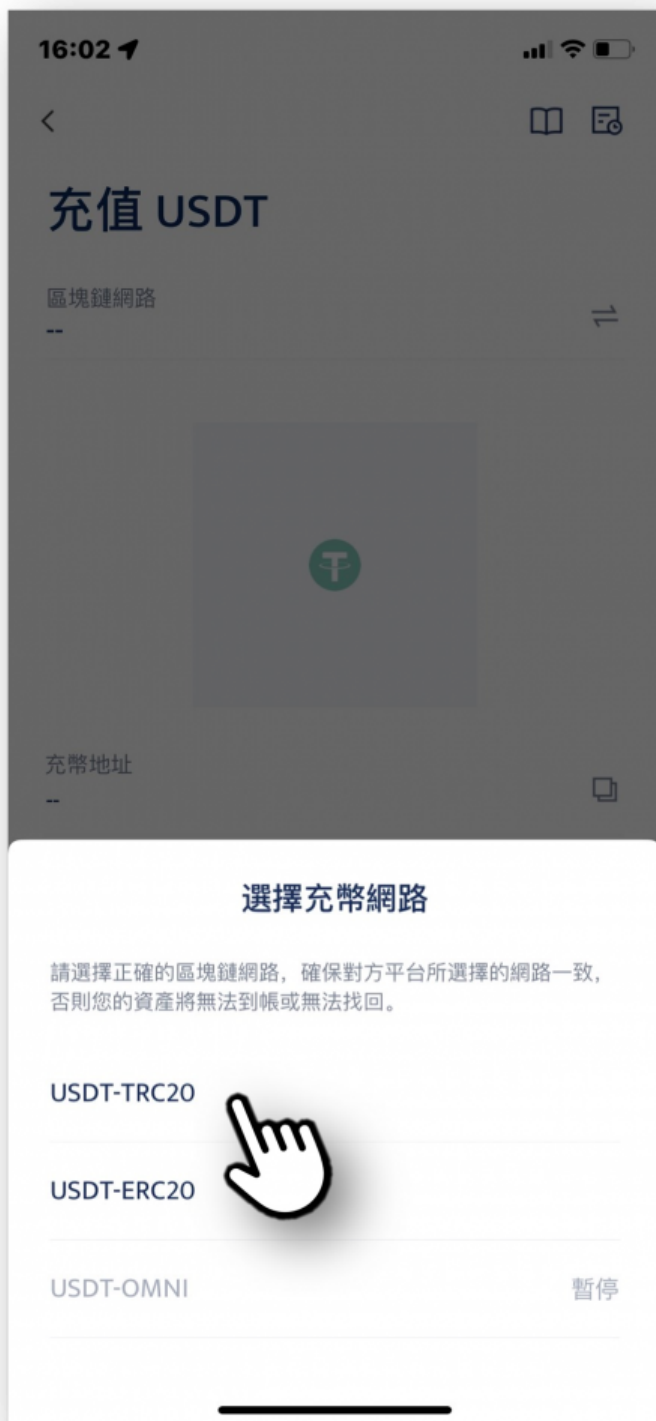 16:02
充值 USDT
區塊鏈網路
--
充幣地址
--
選擇充幣網路
請選擇正確的區塊鏈網路，確保對方平台所選擇的網路一致，
否則您的資產將無法到帳或無法找回。
USDT-TRC20
USDT-ERC20
USDT-OMNI 暫停